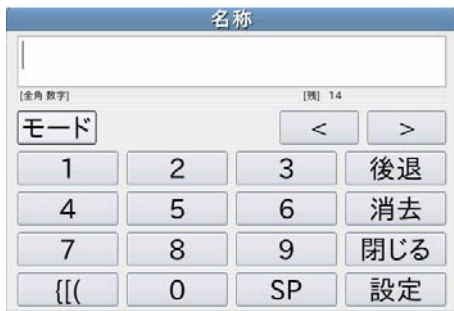 名称
[全角 数字] [残] 14
モード < >
1 2 3 後退
4 5 6 消去
7 8 9 閉じる
{[( 0 SP 設定